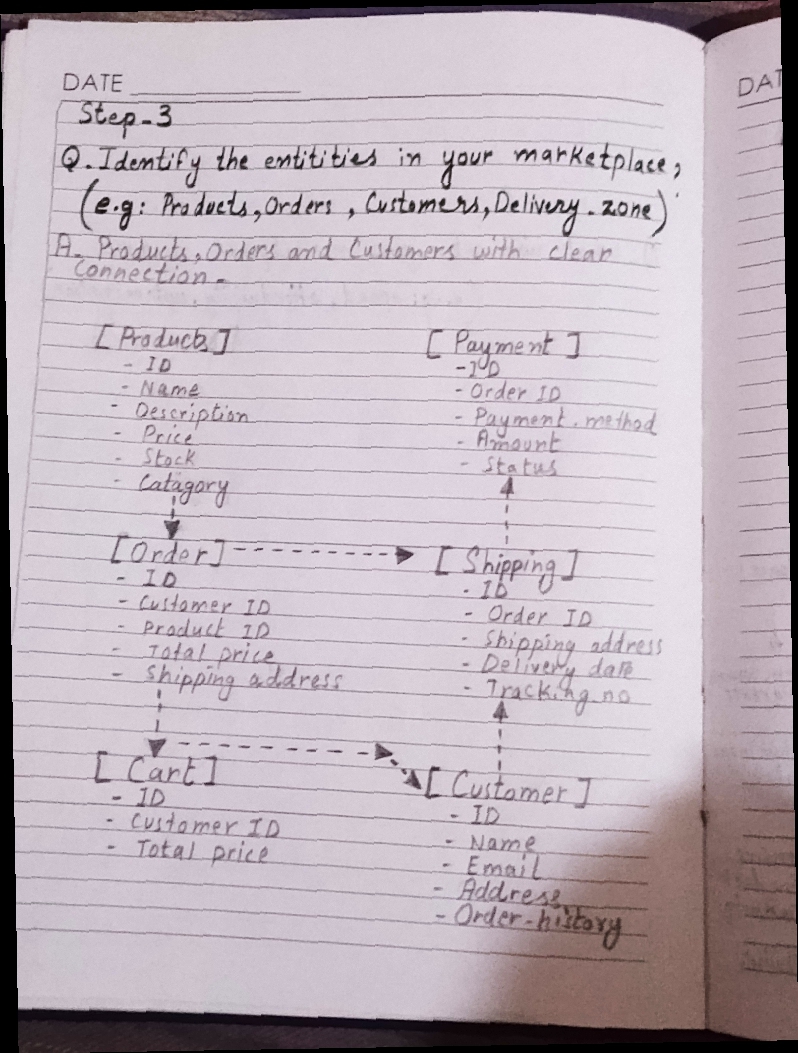 DATE
Step-3
Q. Identify the entitities in your marketplace,
(e.g: Products, Orders, Customers, Delivery-zone)
A. Products, Orders and Customers with clear
Connection-
[Products]
- ID
- Name
- Description
- Price
- Stock
- Catagory
[Order]
- ID
- Customer ID
- Product ID
- Total price
- Shipping address
[Cart]
- ID
- Customer ID
- Total price
[Payment]
- ID
- Order ID
- Payment. method
- Amount
- Status
[Shipping]
- ID
- Order ID
- Shipping address
- Delivery date
- Tracking no
[Customer]
- ID
- Name
- Email
- Address
- Order-history
DAT